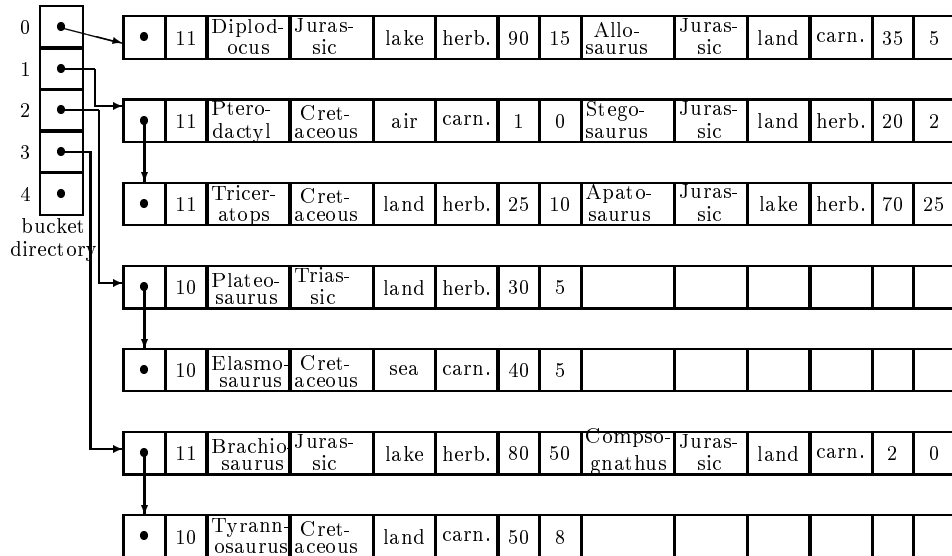 0 11 Diplod-ocus Juras-sic lake herb. 90 15 Allo-saurus Juras-sic land carn. 35 5
1
2 11 Ptero-dactyl Cret-aceous air carn. 1 0 Stego-saurus Juras-sic land herb. 20 2
3
4 11 Tricer-atops Cret-aceous land herb. 25 10 Apato-saurus Juras-sic lake herb. 70 25
bucket
directory
10 Plateo-saurus Trias-sic land herb. 30 5
10 Elasmo-saurus Cret-aceous sea carn. 40 5
11 Brachio-saurus Juras-sic lake herb. 80 50 Compso-gnathus Juras-sic land carn. 2 0
10 Tyrann-osaurus Cret-aceous land carn. 50 8